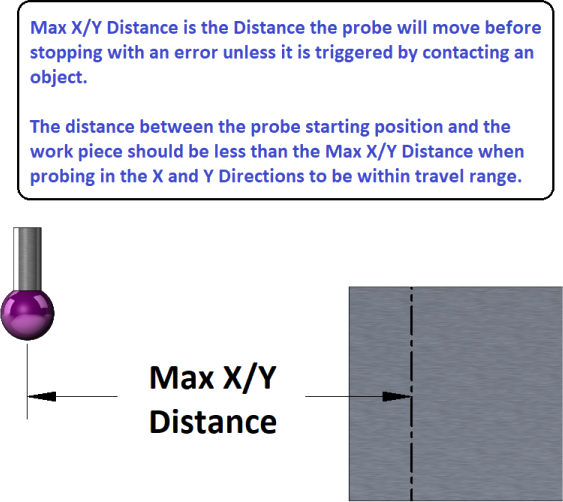 Max X/Y Distance is the Distance the probe will move before
stopping with an error unless it is triggered by contacting an
object.
The distance between the probe starting position and the
work piece should be less than the Max X/Y Distance when
probing in the X and Y Directions to be within travel range.
Max X/Y
Distance